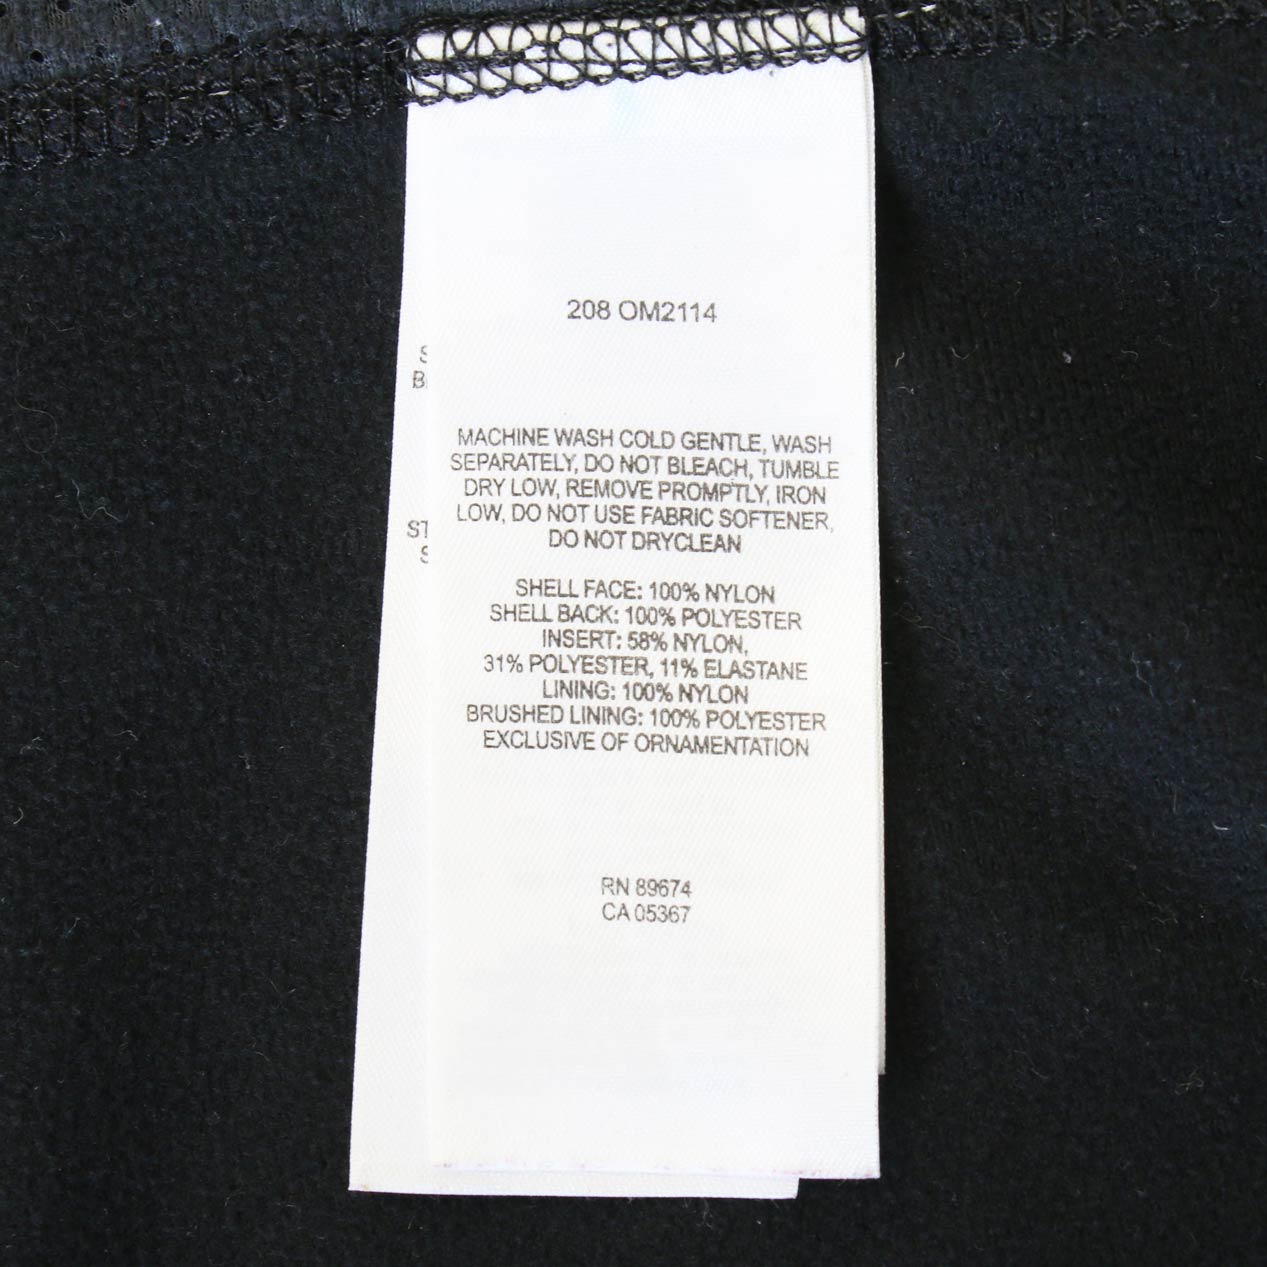 208 OM2114
MACHINE WASH COLD GENTLE, WASH
SEPARATELY, DO NOT BLEACH, TUMBLE
DRY LOW, REMOVE PROMPTLY, IRON
LOW, DO NOT USE FABRIC SOFTENER,
DO NOT DRYCLEAN
SHELL FACE: 100% NYLON
SHELL BACK: 100% POLYESTER
INSERT: 58% NYLON,
31% POLYESTER, 11% ELASTANE
LINING: 100% NYLON
BRUSHED LINING: 100% POLYESTER
EXCLUSIVE OF ORNAMENTATION
RN 89674
CA 05367